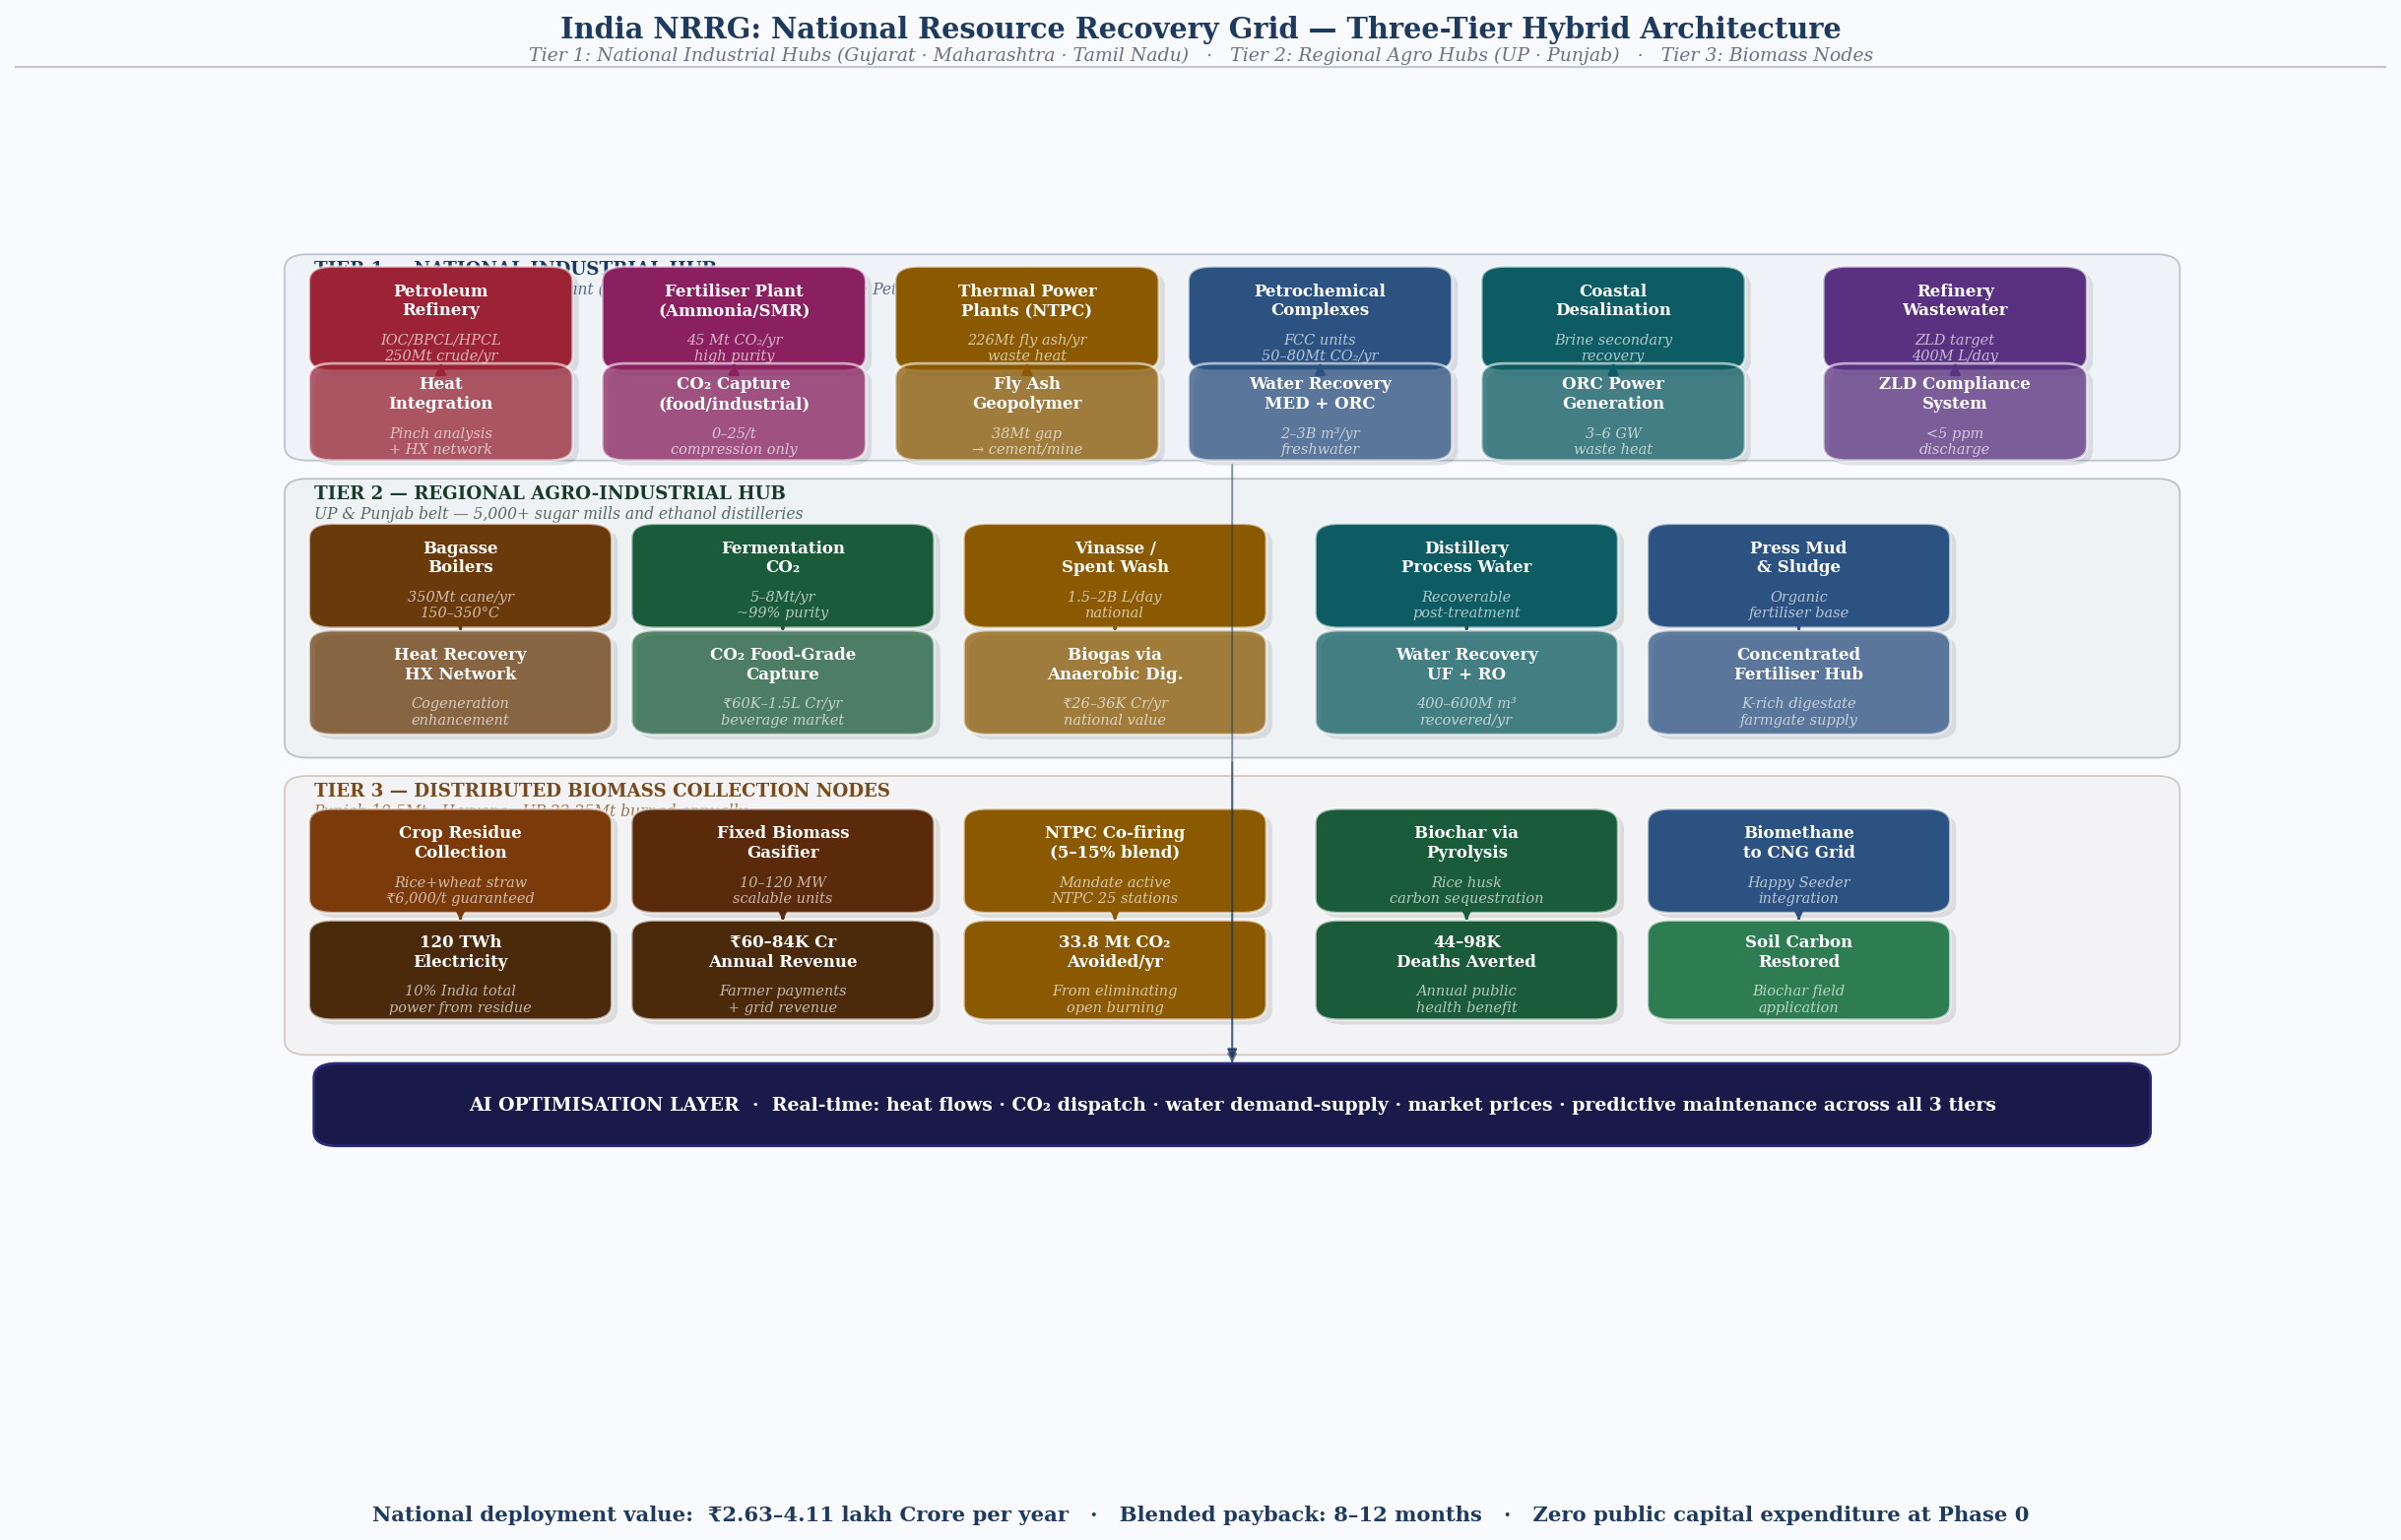 India NRRG: National Resource Recovery Grid — Three-Tier Hybrid Architecture
Tier 1: National Industrial Hubs (Gujarat · Maharashtra · Tamil Nadu)   ·   Tier 2: Regional Agro Hubs (UP · Punjab)   ·   Tier 3: Biomass Nodes
TIER 1 — NATIONAL INDUSTRIAL HUB
Petroleum
Refinery
IOC/BPCL/HPCL
250Mt crude/yr
Fertiliser Plant
(Ammonia/SMR)
45 Mt CO₂/yr
high purity
Thermal Power
Plants (NTPC)
226Mt fly ash/yr
waste heat
Petrochemical
Complexes
FCC units
50–80Mt CO₂/yr
Coastal
Desalination
Brine secondary
recovery
Refinery
Wastewater
ZLD target
400M L/day
Heat
Integration
Pinch analysis
+ HX network
CO₂ Capture
(food/industrial)
0–25/t
compression only
Fly Ash
Geopolymer
38Mt gap
→ cement/mine
Water Recovery
MED + ORC
2–3B m³/yr
freshwater
ORC Power
Generation
3–6 GW
waste heat
ZLD Compliance
System
<5 ppm
discharge
TIER 2 — REGIONAL AGRO-INDUSTRIAL HUB
UP & Punjab belt — 5,000+ sugar mills and ethanol distilleries
Bagasse
Boilers
350Mt cane/yr
150–350°C
Fermentation
CO₂
5–8Mt/yr
~99% purity
Vinasse /
Spent Wash
1.5–2B L/day
national
Distillery
Process Water
Recoverable
post-treatment
Press Mud
& Sludge
Organic
fertiliser base
Heat Recovery
HX Network
Cogeneration
enhancement
CO₂ Food-Grade
Capture
₹60K–1.5L Cr/yr
beverage market
Biogas via
Anaerobic Dig.
₹26–36K Cr/yr
national value
Water Recovery
UF + RO
400–600M m³
recovered/yr
Concentrated
Fertiliser Hub
K-rich digestate
farmgate supply
TIER 3 — DISTRIBUTED BIOMASS COLLECTION NODES
Crop Residue
Collection
Rice+wheat straw
₹6,000/t guaranteed
Fixed Biomass
Gasifier
10–120 MW
scalable units
NTPC Co-firing
(5–15% blend)
Mandate active
NTPC 25 stations
Biochar via
Pyrolysis
Rice husk
carbon sequestration
Biomethane
to CNG Grid
Happy Seeder
integration
120 TWh
Electricity
10% India total
power from residue
₹60–84K Cr
Annual Revenue
Farmer payments
+ grid revenue
33.8 Mt CO₂
Avoided/yr
From eliminating
open burning
44–98K
Deaths Averted
Annual public
health benefit
Soil Carbon
Restored
Biochar field
application
AI OPTIMISATION LAYER  ·  Real-time: heat flows · CO₂ dispatch · water demand-supply · market prices · predictive maintenance across all 3 tiers
National deployment value:  ₹2.63–4.11 lakh Crore per year   ·   Blended payback: 8–12 months   ·   Zero public capital expenditure at Phase 0